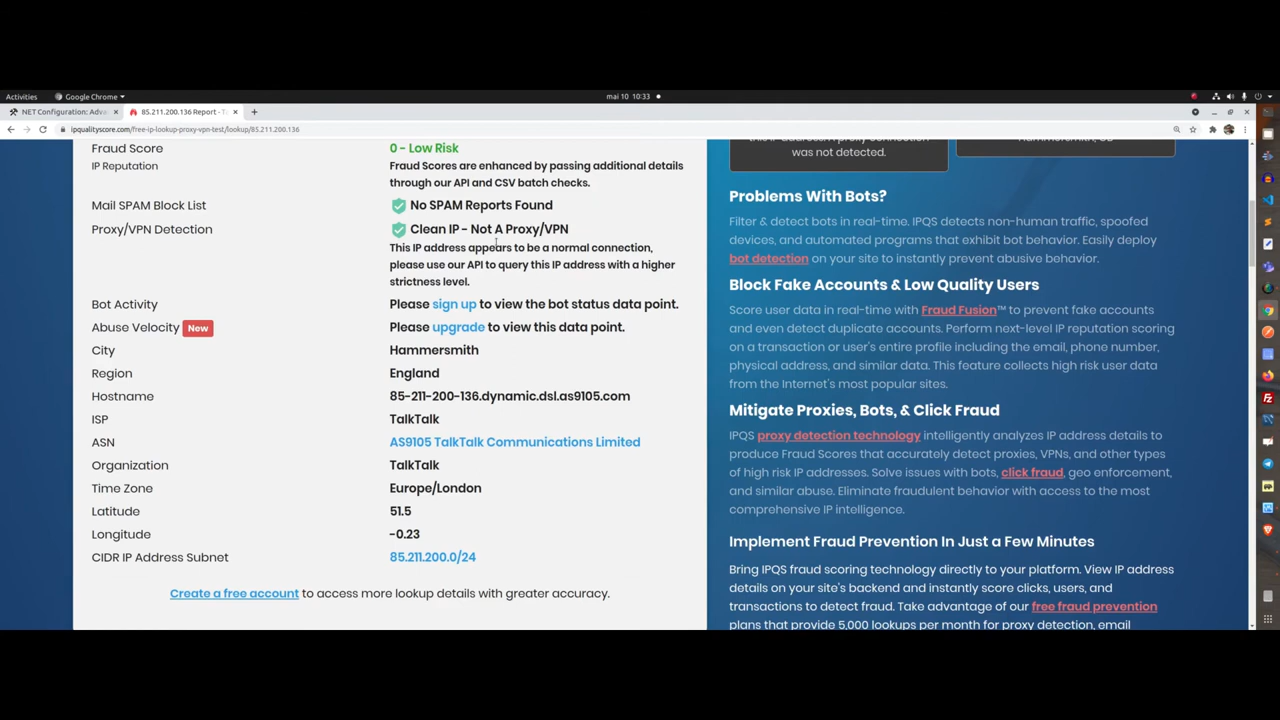 Activities
Google Chrome
mai 10 10:33
NET Configuration: Adv
85.211.200.136 Report - T
ipqualityscore.com/free-ip-lookup-proxy-vpn-test/lookup/85.211.200.136
Fraud Score
0 - Low Risk
IP Reputation
Fraud Scores are enhanced by passing additional details
through our API and CSV batch checks.
Mail SPAM Block List
No SPAM Reports Found
Proxy/VPN Detection
Clean IP - Not A Proxy/VPN
This IP address appears to be a normal connection,
please use our API to query this IP address with a higher
strictness level.
Bot Activity
Please sign up to view the bot status data point.
Abuse Velocity New
Please upgrade to view this data point.
City
Hammersmith
Region
England
Hostname
85-211-200-136.dynamic.dsl.as9105.com
ISP
TalkTalk
ASN
AS9105 TalkTalk Communications Limited
Organization
TalkTalk
Time Zone
Europe/London
Latitude
51.5
Longitude
-0.23
CIDR IP Address Subnet
85.211.200.0/24
Create a free account to access more lookup details with greater accuracy.
was not detected.
Problems With Bots?
Filter & detect bots in real-time. IPQS detects non-human traffic, spoofed
devices, and automated programs that exhibit bot behavior. Easily deploy
bot detection on your site to instantly prevent abusive behavior.
Block Fake Accounts & Low Quality Users
Score user data in real-time with Fraud Fusion™ to prevent fake accounts
and even detect duplicate accounts. Perform next-level IP reputation scoring
on a transaction or user's entire profile including the email, phone number,
physical address, and similar data. This feature collects high risk user data
from the Internet's most popular sites.
Mitigate Proxies, Bots, & Click Fraud
IPQS proxy detection technology intelligently analyzes IP address details to
produce Fraud Scores that accurately detect proxies, VPNs, and other types
of high risk IP addresses. Solve issues with bots, click fraud, geo enforcement,
and similar abuse. Eliminate fraudulent behavior with access to the most
comprehensive IP intelligence.
Implement Fraud Prevention In Just a Few Minutes
Bring IPQS fraud scoring technology directly to your platform. View IP address
details on your site's backend and instantly score clicks, users, and
transactions to detect fraud. Take advantage of our free fraud prevention
plans that provide 5,000 lookups per month for proxy detection, email